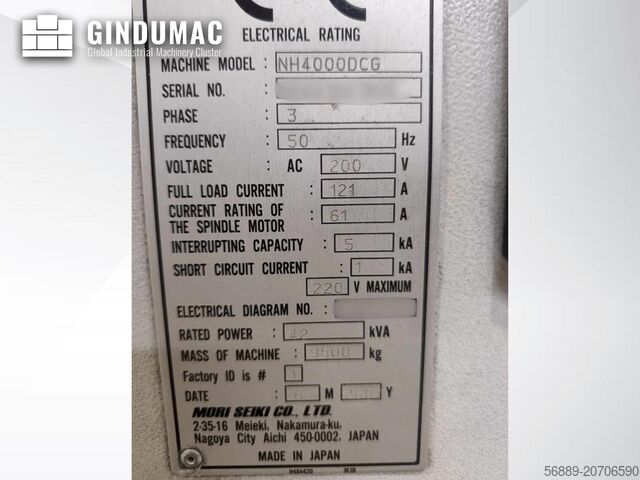 GINDUMAC
Global Industrial Machinery Cluster
CE
ELECTRICAL RATING
MACHINE MODEL : NH4000DCG
SERIAL NO. :
PHASE : 3
FREQUENCY : 50 Hz
VOLTAGE : AC 200 V
FULL LOAD CURRENT : 121 A
CURRENT RATING OF
THE SPINDLE MOTOR : 61 A
INTERRUPTING CAPACITY : 5 kA
SHORT CIRCUIT CURRENT : 1 kA
220 V MAXIMUM
ELECTRICAL DIAGRAM NO. :
RATED POWER : 42 kVA
MASS OF MACHINE : 9800 kg
Factory ID is # 1
DATE : 6 M Y
MORI SEIKI CO., LTD.
2-35-16 Meieki, Nakamura-ku,
Nagoya City Aichi 450-0002, JAPAN
MADE IN JAPAN
56889-20706590